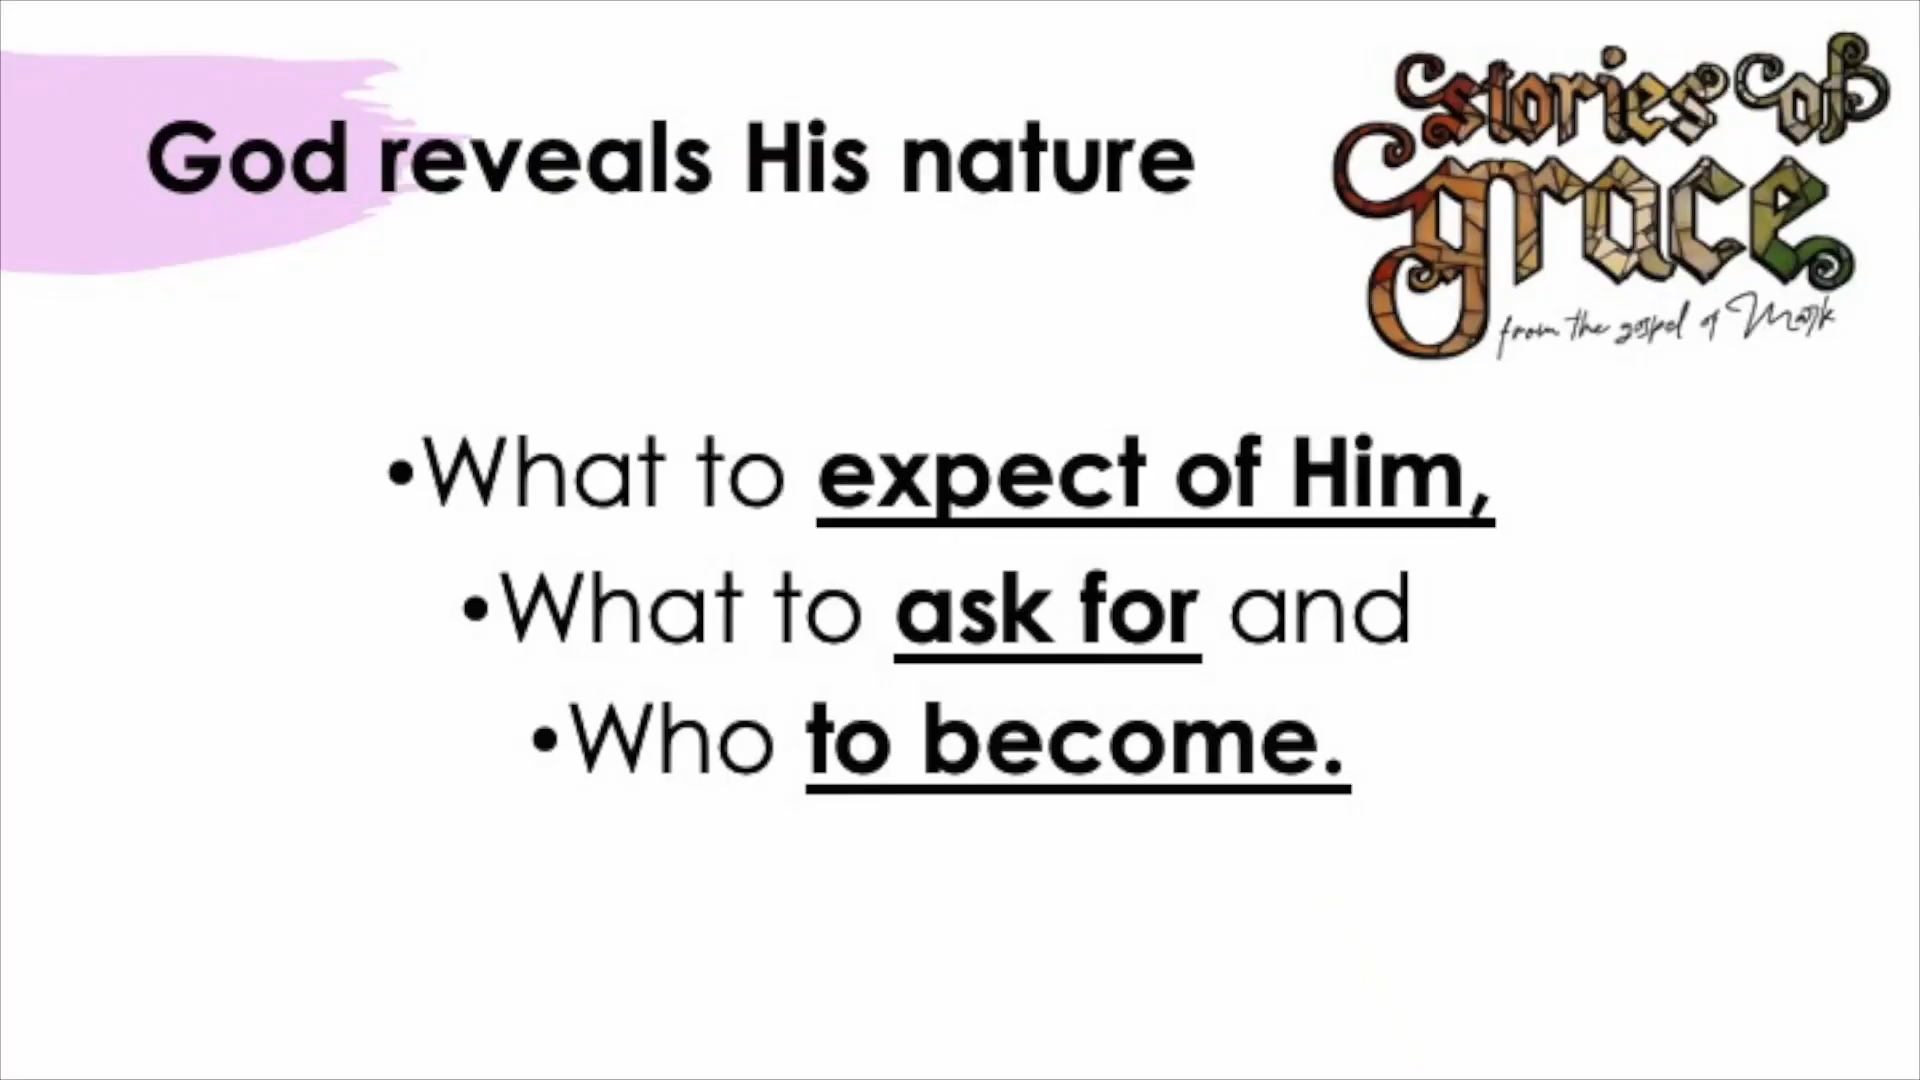 God reveals His nature
stories of
grace
from the gospel of Mark
•What to expect of Him,
•What to ask for and
•Who to become.